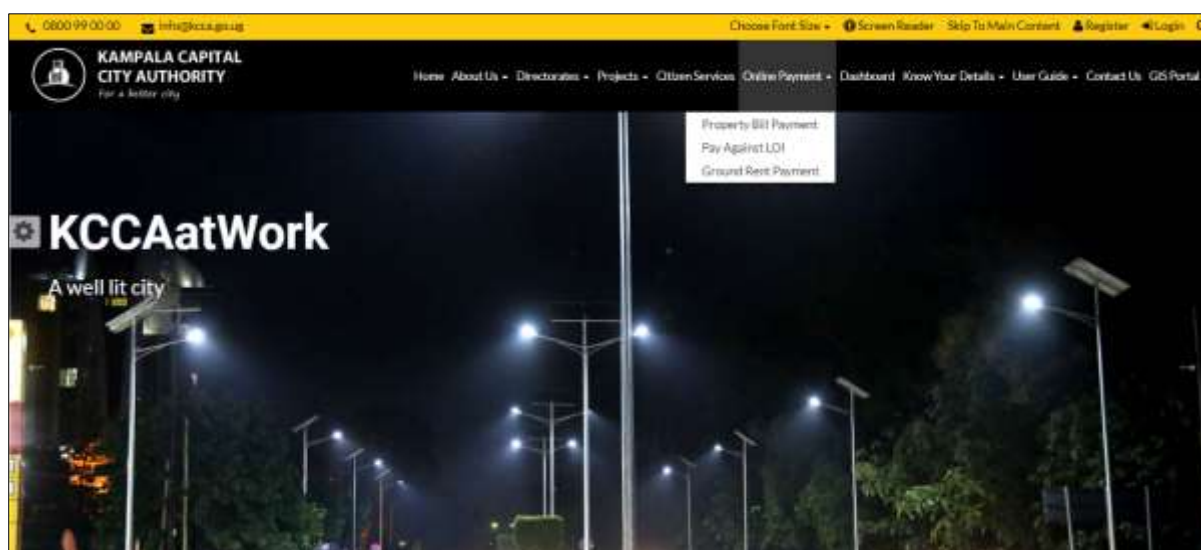 0800 99 00 00 info@kcca.go.ug Choose Font Size Screen Reader Skip To Main Content Register Login
KAMPALA CAPITAL
CITY AUTHORITY
For a better city
Home About Us Directorates Projects Citizen Services Online Payment Dashboard Know Your Details User Guide Contact Us GIS Portal
Property Bill Payment
Pay Against LOI
Ground Rent Payment
KCCAatWork
A well lit city